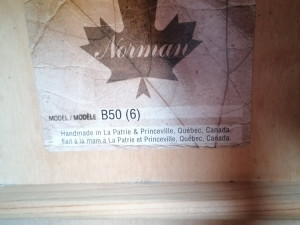 Norman
MODEL / MODÈLE B50 (6)
Handmade in La Patrie & Princeville, Québec, Canada.
fait à la main à La Patrie et Princeville, Québec, Canada.